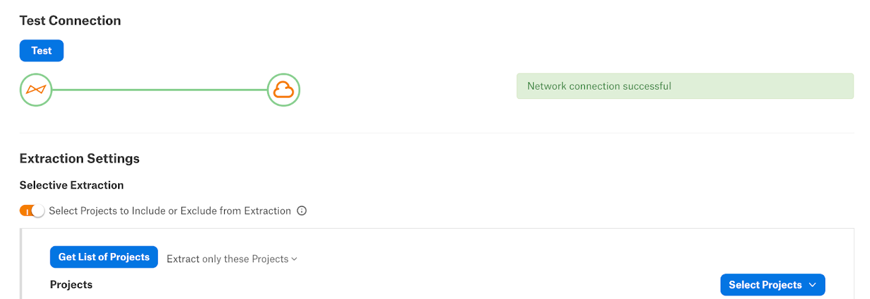 Test Connection
Test
Network connection successful
Extraction Settings
Selective Extraction
Select Projects to Include or Exclude from Extraction
Get List of Projects Extract only these Projects
Projects Select Projects